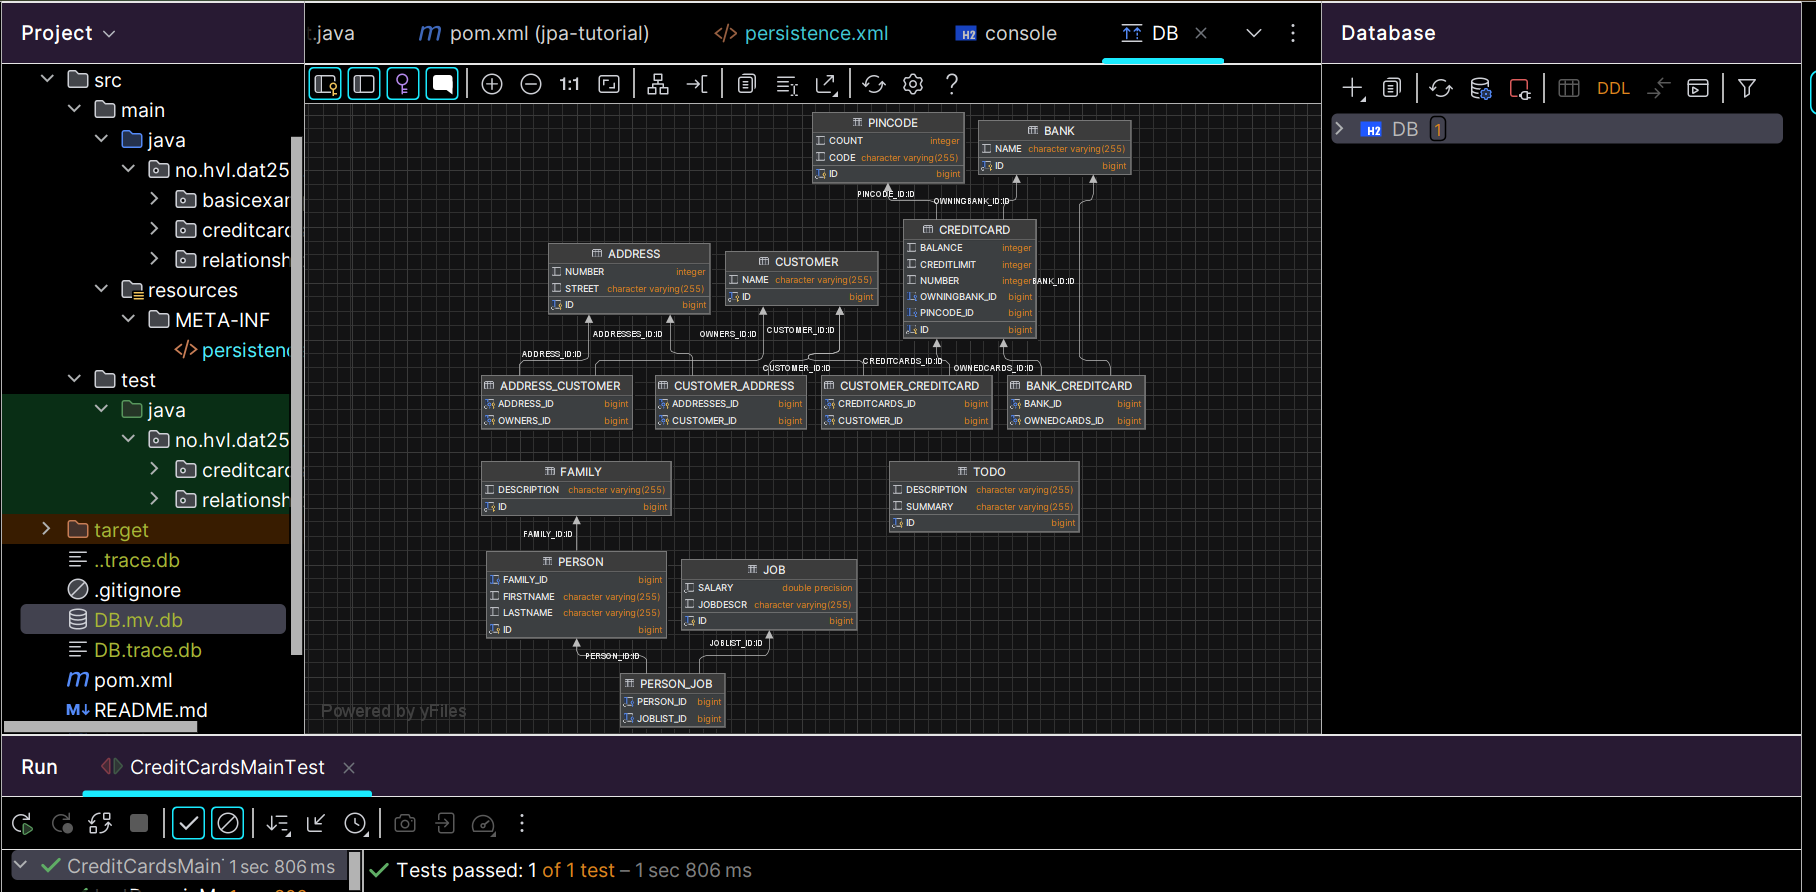 Project
.java
pom.xml (jpa-tutorial)
persistence.xml
console
DB
Database
src
main
java
no.hvl.dat25
basicexar
creditcard
relationsh
resources
META-INF
persistenc
test
java
no.hvl.dat25
creditcard
relationsh
target
..trace.db
.gitignore
DB.mv.db
DB.trace.db
pom.xml
README.md
1:1
DDL
DB 1
PINCODE
COUNT integer
CODE character varying(255)
ID bigint
BANK
NAME character varying(255)
ID bigint
PINCODE_ID:ID
OWNINGBANK_ID:ID
CREDITCARD
BALANCE integer
CREDITLIMIT integer
NUMBER integer
OWNINGBANK_ID bigint
PINCODE_ID bigint
ID bigint
BANK_ID:ID
ADDRESS
NUMBER integer
STREET character varying(255)
ID bigint
CUSTOMER
NAME character varying(255)
ID bigint
ADDRESSES_ID:ID
OWNERS_ID:ID
CUSTOMER_ID:ID
ADDRESS_ID:ID
CUSTOMER_ID:ID
CREDITCARDS_ID:ID
OWNEDCARDS_ID:ID
ADDRESS_CUSTOMER
ADDRESS_ID bigint
OWNERS_ID bigint
CUSTOMER_ADDRESS
ADDRESSES_ID bigint
CUSTOMER_ID bigint
CUSTOMER_CREDITCARD
CREDITCARDS_ID bigint
CUSTOMER_ID bigint
BANK_CREDITCARD
BANK_ID bigint
OWNEDCARDS_ID bigint
FAMILY
DESCRIPTION character varying(255)
ID bigint
TODO
DESCRIPTION character varying(255)
SUMMARY character varying(255)
ID bigint
FAMILY_ID:ID
PERSON
FAMILY_ID bigint
FIRSTNAME character varying(255)
LASTNAME character varying(255)
ID bigint
JOB
SALARY double precision
JOBDESCR character varying(255)
ID bigint
JOBLIST_ID:ID
PERSON_ID:ID
PERSON_JOB
PERSON_ID bigint
JOBLIST_ID bigint
Powered by yFiles
Run
CreditCardsMainTest
CreditCardsMain 1 sec 806 ms
Tests passed: 1 of 1 test – 1 sec 806 ms